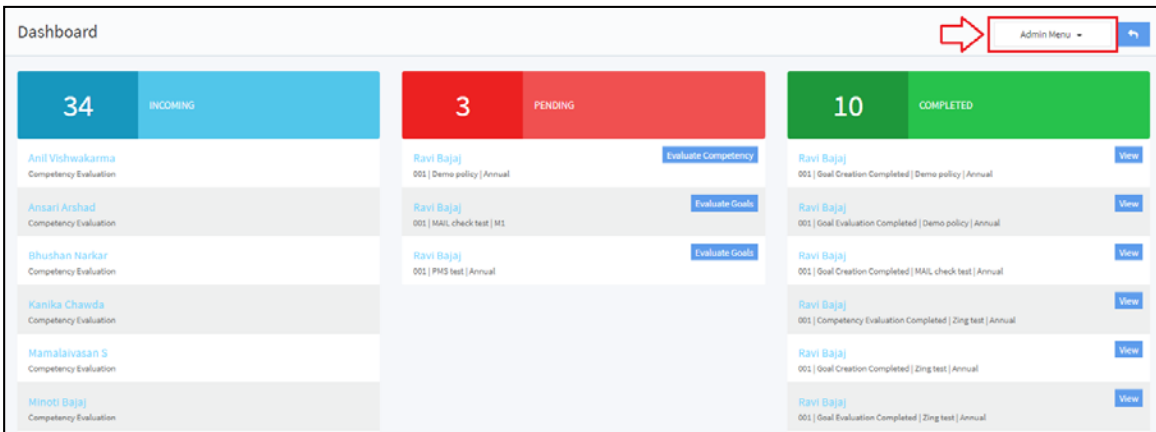 Dashboard
Admin Menu
34 INCOMING
Anil Vishwakarma
Competency Evaluation
Ansari Arshad
Competency Evaluation
Bhushan Narkar
Competency Evaluation
Kanika Chawda
Competency Evaluation
Mamalaivasan S
Competency Evaluation
Minoti Bajaj
Competency Evaluation
3 PENDING
Ravi Bajaj Evaluate Competency
001 | Demo policy | Annual
Ravi Bajaj Evaluate Goals
001 | MAIL check test | M1
Ravi Bajaj Evaluate Goals
001 | PMS test | Annual
10 COMPLETED
Ravi Bajaj View
001 | Goal Creation Completed | Demo policy | Annual
Ravi Bajaj View
001 | Goal Evaluation Completed | Demo policy | Annual
Ravi Bajaj View
001 | Goal Creation Completed | MAIL check test | Annual
Ravi Bajaj View
001 | Competency Evaluation Completed | Zing test | Annual
Ravi Bajaj View
001 | Goal Creation Completed | Zing test | Annual
Ravi Bajaj View
001 | Goal Evaluation Completed | Zing test | Annual